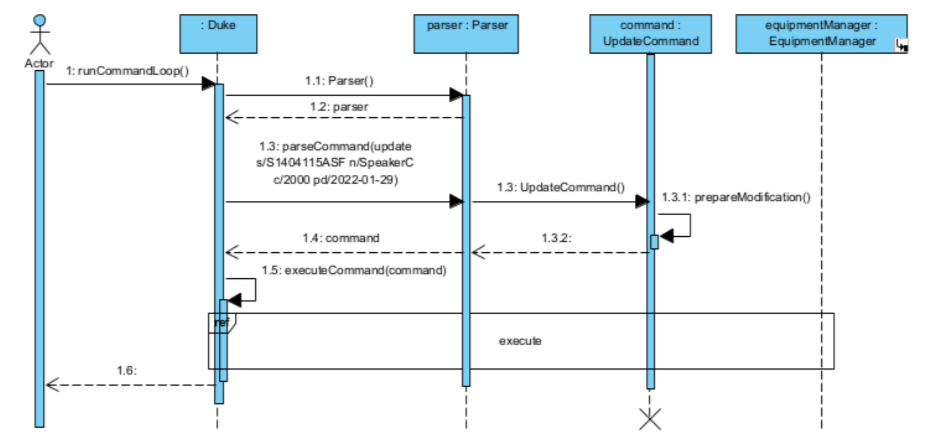 : Duke
parser : Parser
command :
UpdateCommand
equipmentManager :
EquipmentManager
Actor
1: runCommandLoop()
1.1: Parser()
1.2: parser
1.3: parseCommand(update
s/S1404115ASF n/SpeakerC
c/2000 pd/2022-01-29)
1.3: UpdateCommand()
1.3.1: prepareModification()
1.4: command
1.3.2:
1.5: executeCommand(command)
ref
execute
1.6: